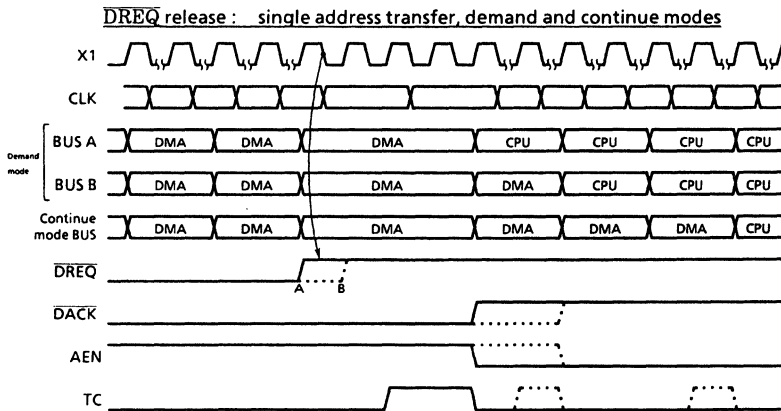 DREQ release : single address transfer, demand and continue modes
X1
CLK
Demand mode
BUS A DMA DMA DMA CPU CPU CPU CPU
BUS B DMA DMA DMA DMA CPU CPU CPU
Continue
mode BUS DMA DMA DMA DMA DMA DMA CPU
DREQ
A B
DACK
AEN
TC